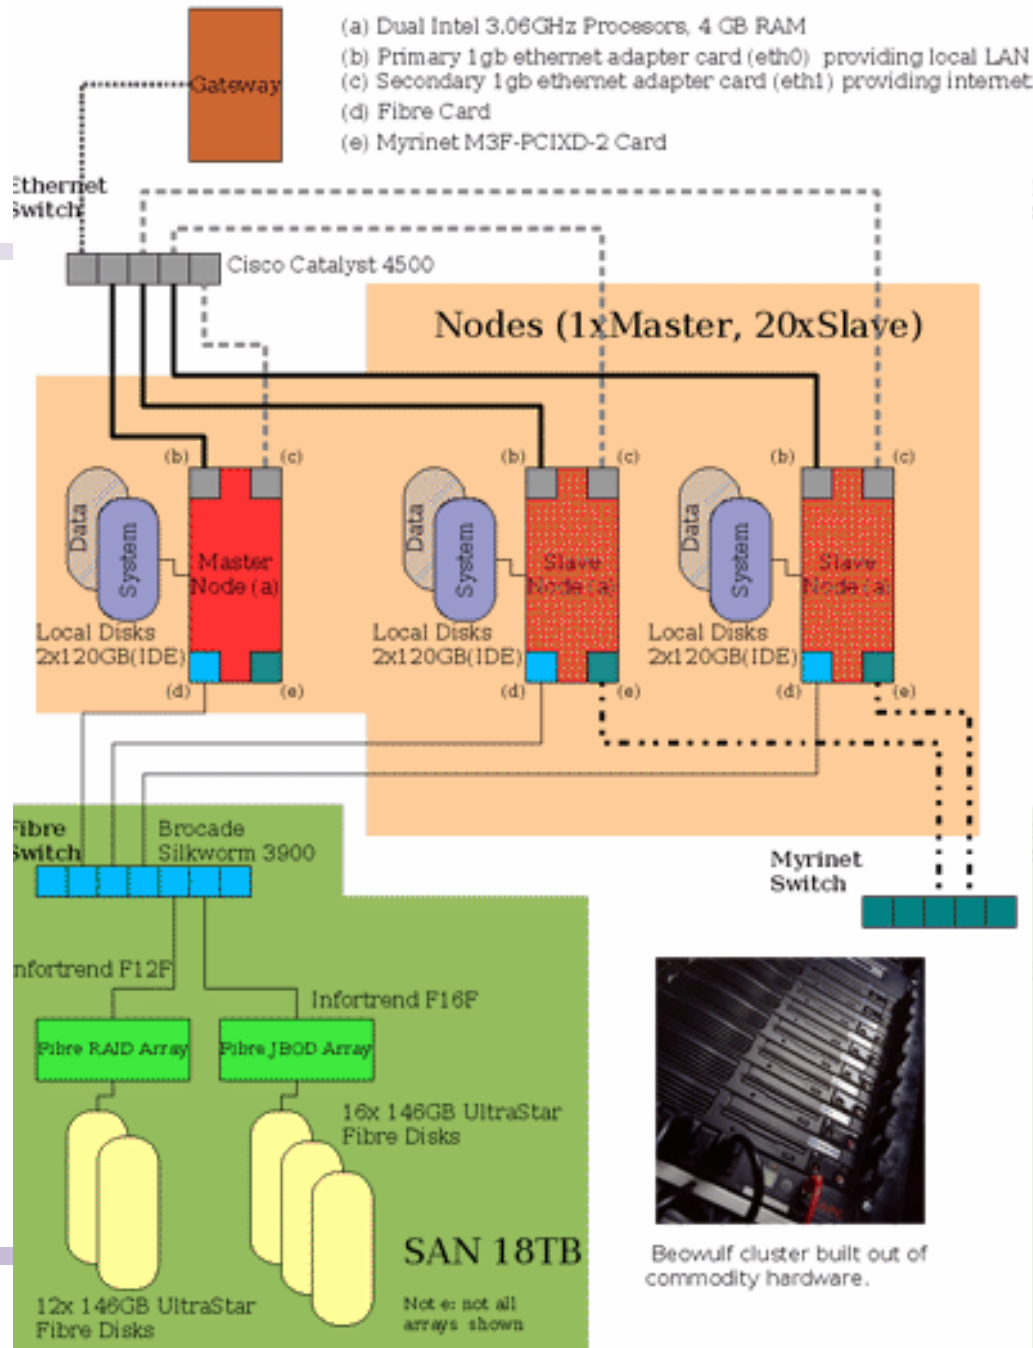 (a) Dual Intel 3.06GHz Procesors, 4 GB RAM
(b) Primary 1gb ethernet adapter card (eth0) providing local LAN
(c) Secondary 1gb ethernet adapter card (eth1) providing internet
(d) Fibre Card
(e) Myrinet M3F-PCIXD-2 Card
Gateway
Ethernet
Switch
Cisco Catalyst 4500
Nodes (1xMaster, 20xSlave)
(b)
(c)
(b)
(c)
(b)
(c)
Data
System
Master
Node (a)
Data
System
Slave
Node (a)
Data
System
Slave
Node (a)
Local Disks
2x120GB(IDE)
Local Disks
2x120GB(IDE)
Local Disks
2x120GB(IDE)
(d)
(e)
(d)
(e)
(d)
(e)
Fibre
Switch
Brocade
Silkworm 3900
Myrinet
Switch
nfortrend F12F
Infortrend F16F
Fibre RAID Array
Fibre JBOD Array
16x 146GB UltraStar
Fibre Disks
SAN 18TB
12x 146GB UltraStar
Fibre Disks
Not e: not all
arrays shown
Beowulf cluster built out of
commodity hardware.